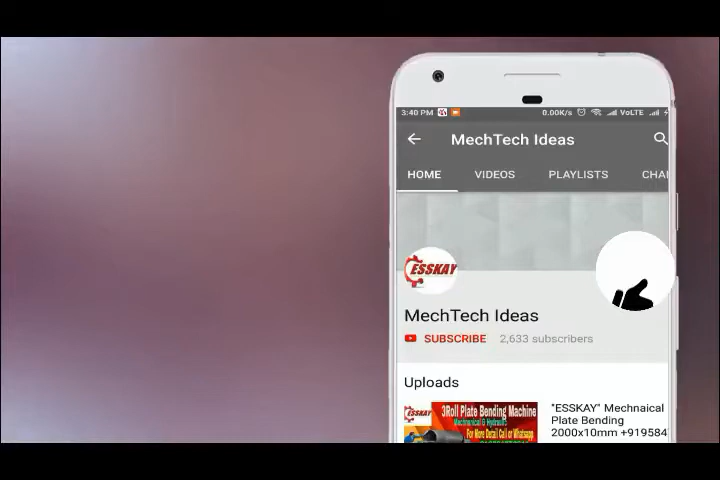 3:40 PM 0.00K/s VoLTE
MechTech Ideas
HOME VIDEOS PLAYLISTS CHA
ESSKAY
MechTech Ideas
SUBSCRIBE 2,633 subscribers
Uploads
ESSKAY 3Roll Plate Bending Machine
Mechnanical & Hydraulic
For More Detail Call or Whatsapp
"ESSKAY" Mechnaical
Plate Bending
2000x10mm +919584